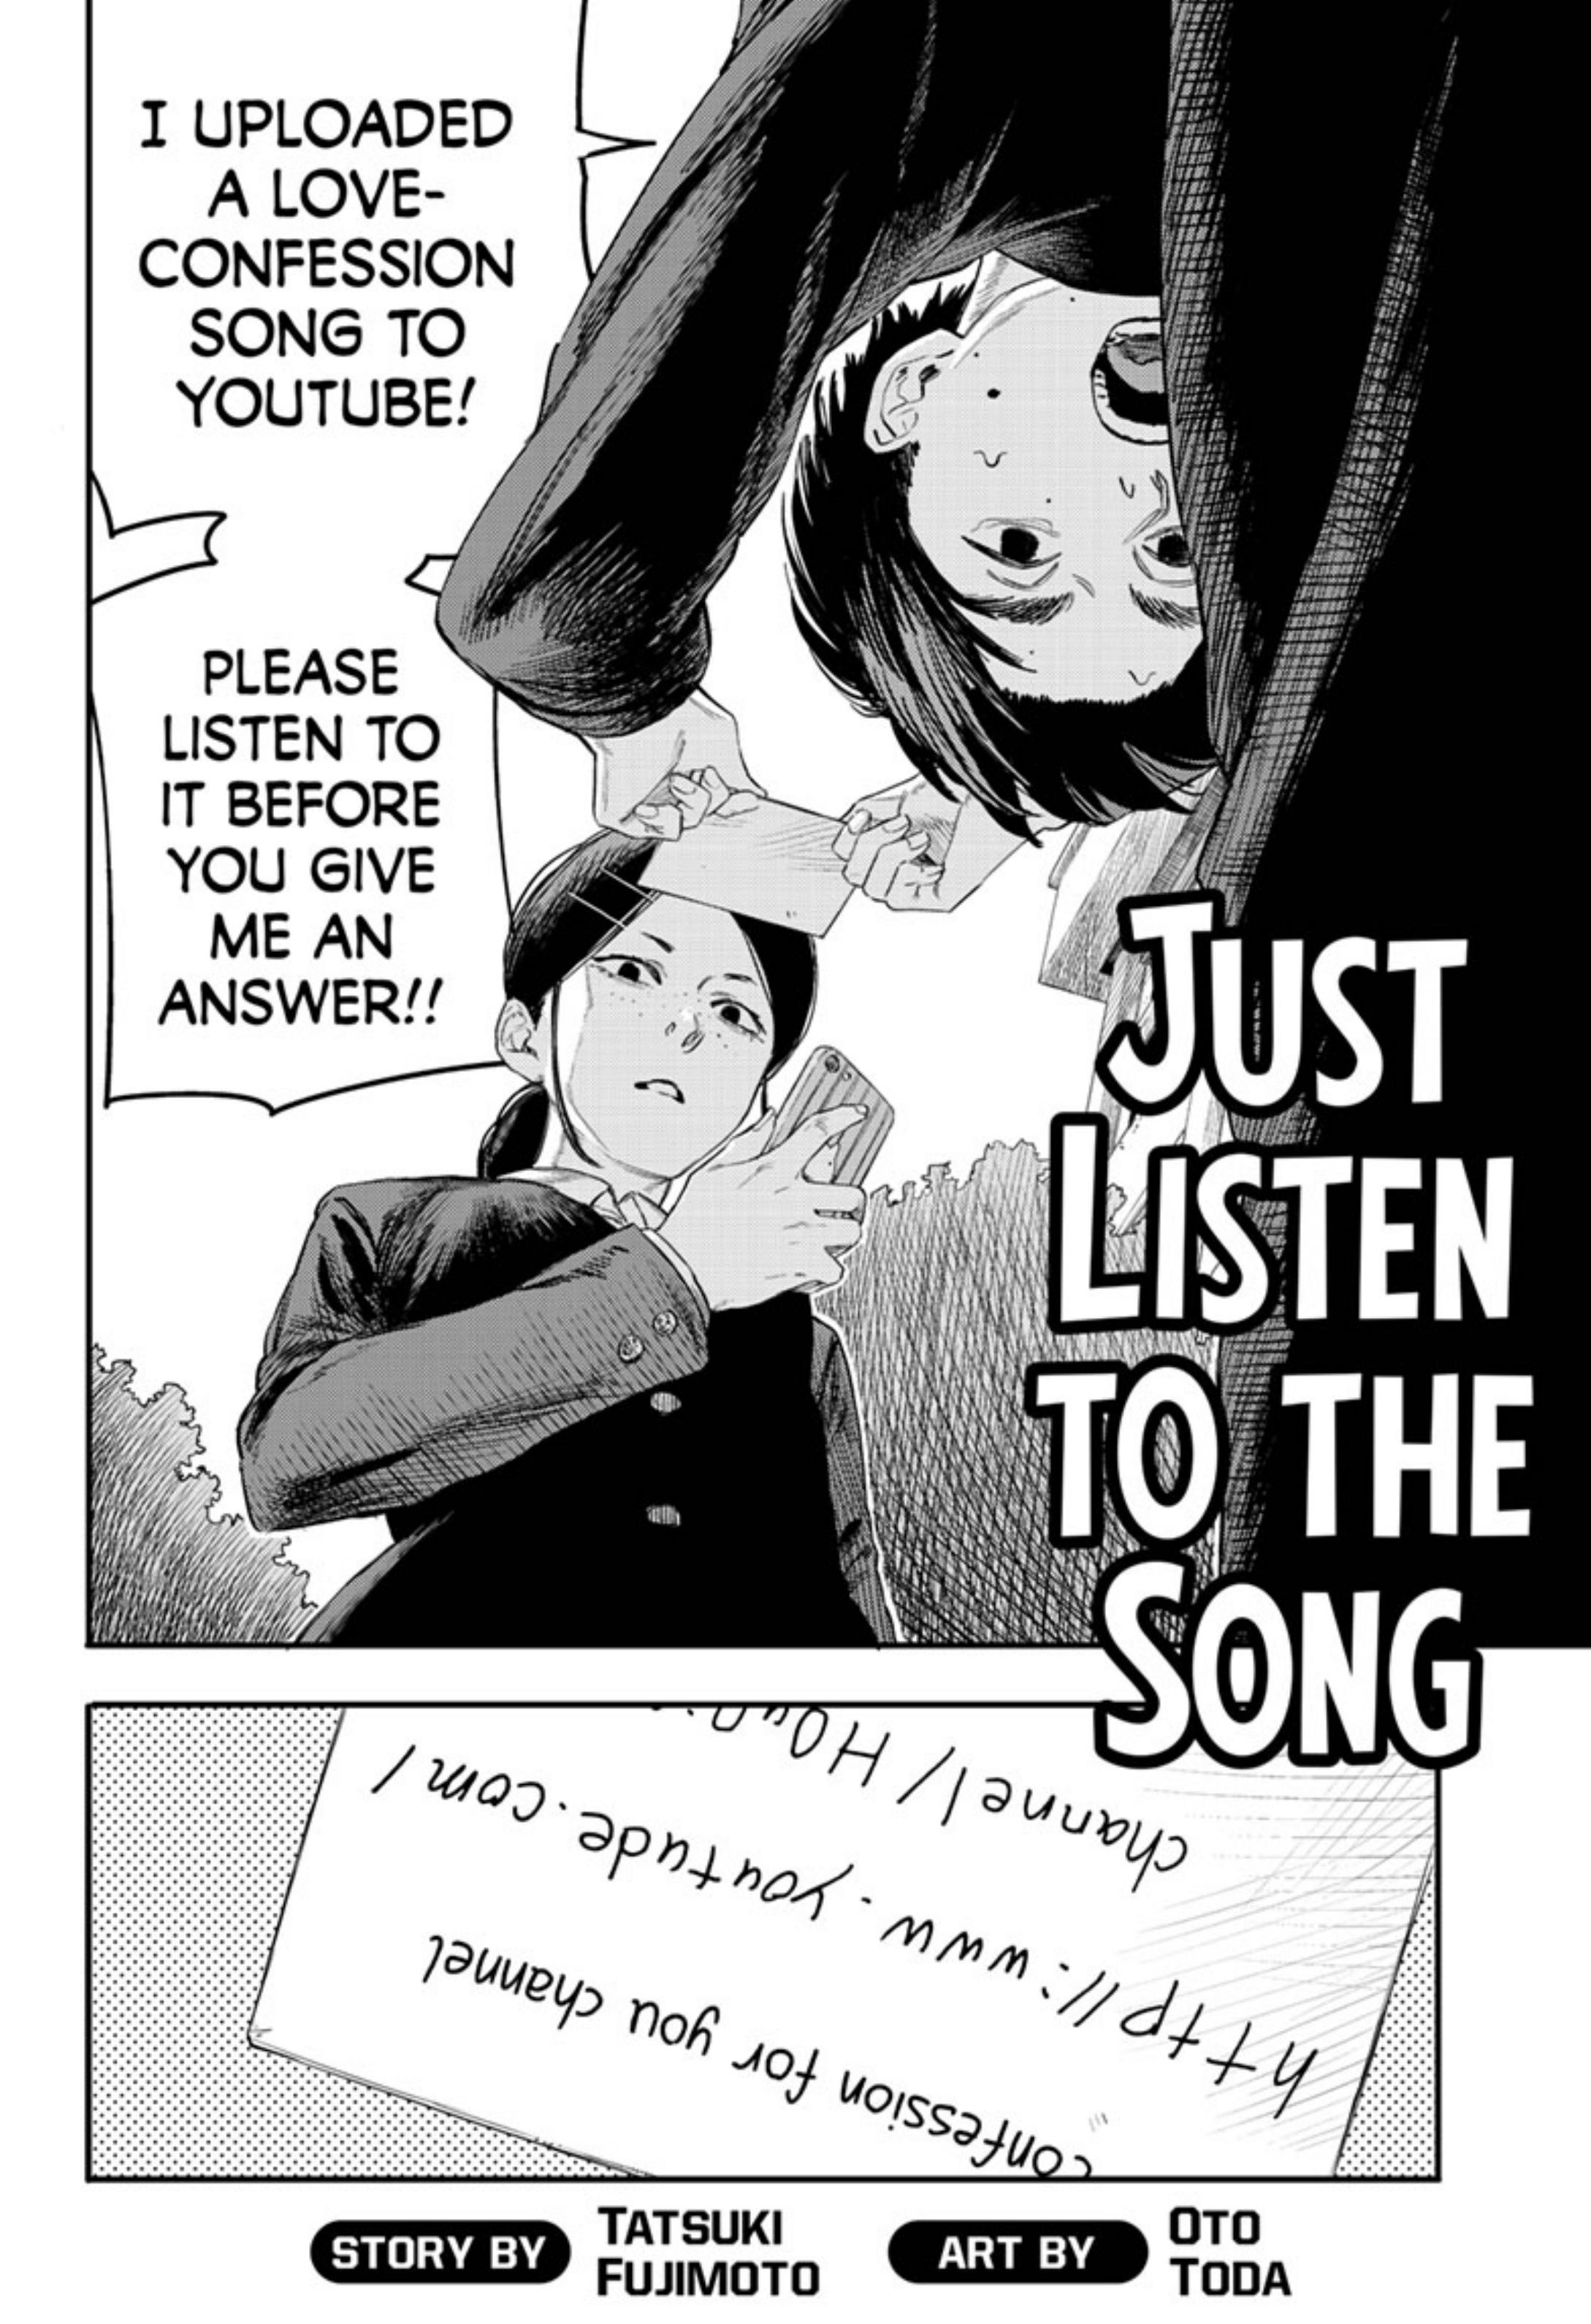 I UPLOADED
A LOVE-
CONFESSION
SONG TO
YOUTUBE!
PLEASE
LISTEN TO
IT BEFORE
YOU GIVE
ME AN
ANSWER!!
JUST
LISTEN
TO THE
SONG
confession for you channel
http//:www.youtude.com/
channel/
STORY BY
TATSUKI
FUJIMOTO
ART BY
OTO
TODA